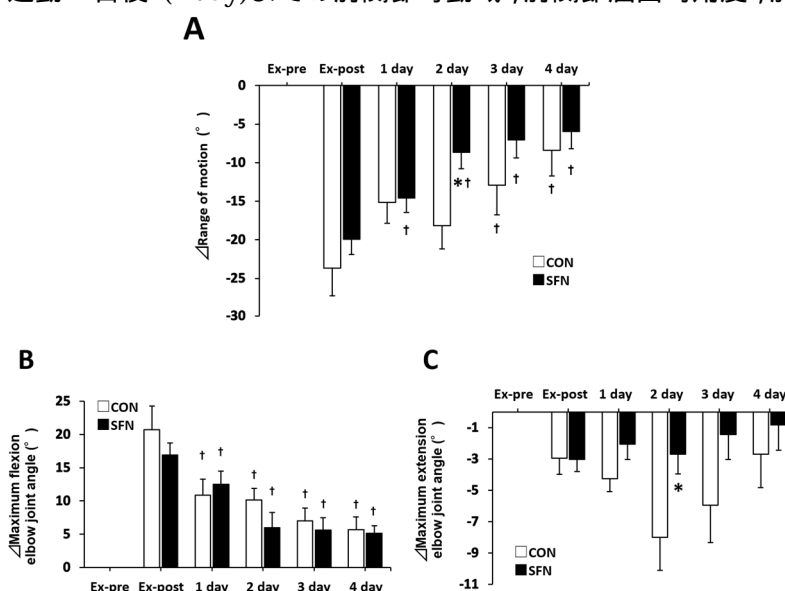 A
Ex-pre Ex-post 1 day 2 day 3 day 4 day
0
-5
-10
-15
-20
-25
-30
⊿Range of motion (°)
*† † † † † †
CON
SFN
B
25
20
15
10
5
0
⊿Maximum flexion
elbow joint angle (°)
CON
SFN
† † † † † † † †
Ex-pre Ex-post 1 day 2 day 3 day 4 day
C
Ex-pre Ex-post 1 day 2 day 3 day 4 day
-1
-3
-5
-7
-9
-11
⊿Maximum extension
elbow joint angle (°)
*
CON
SFN